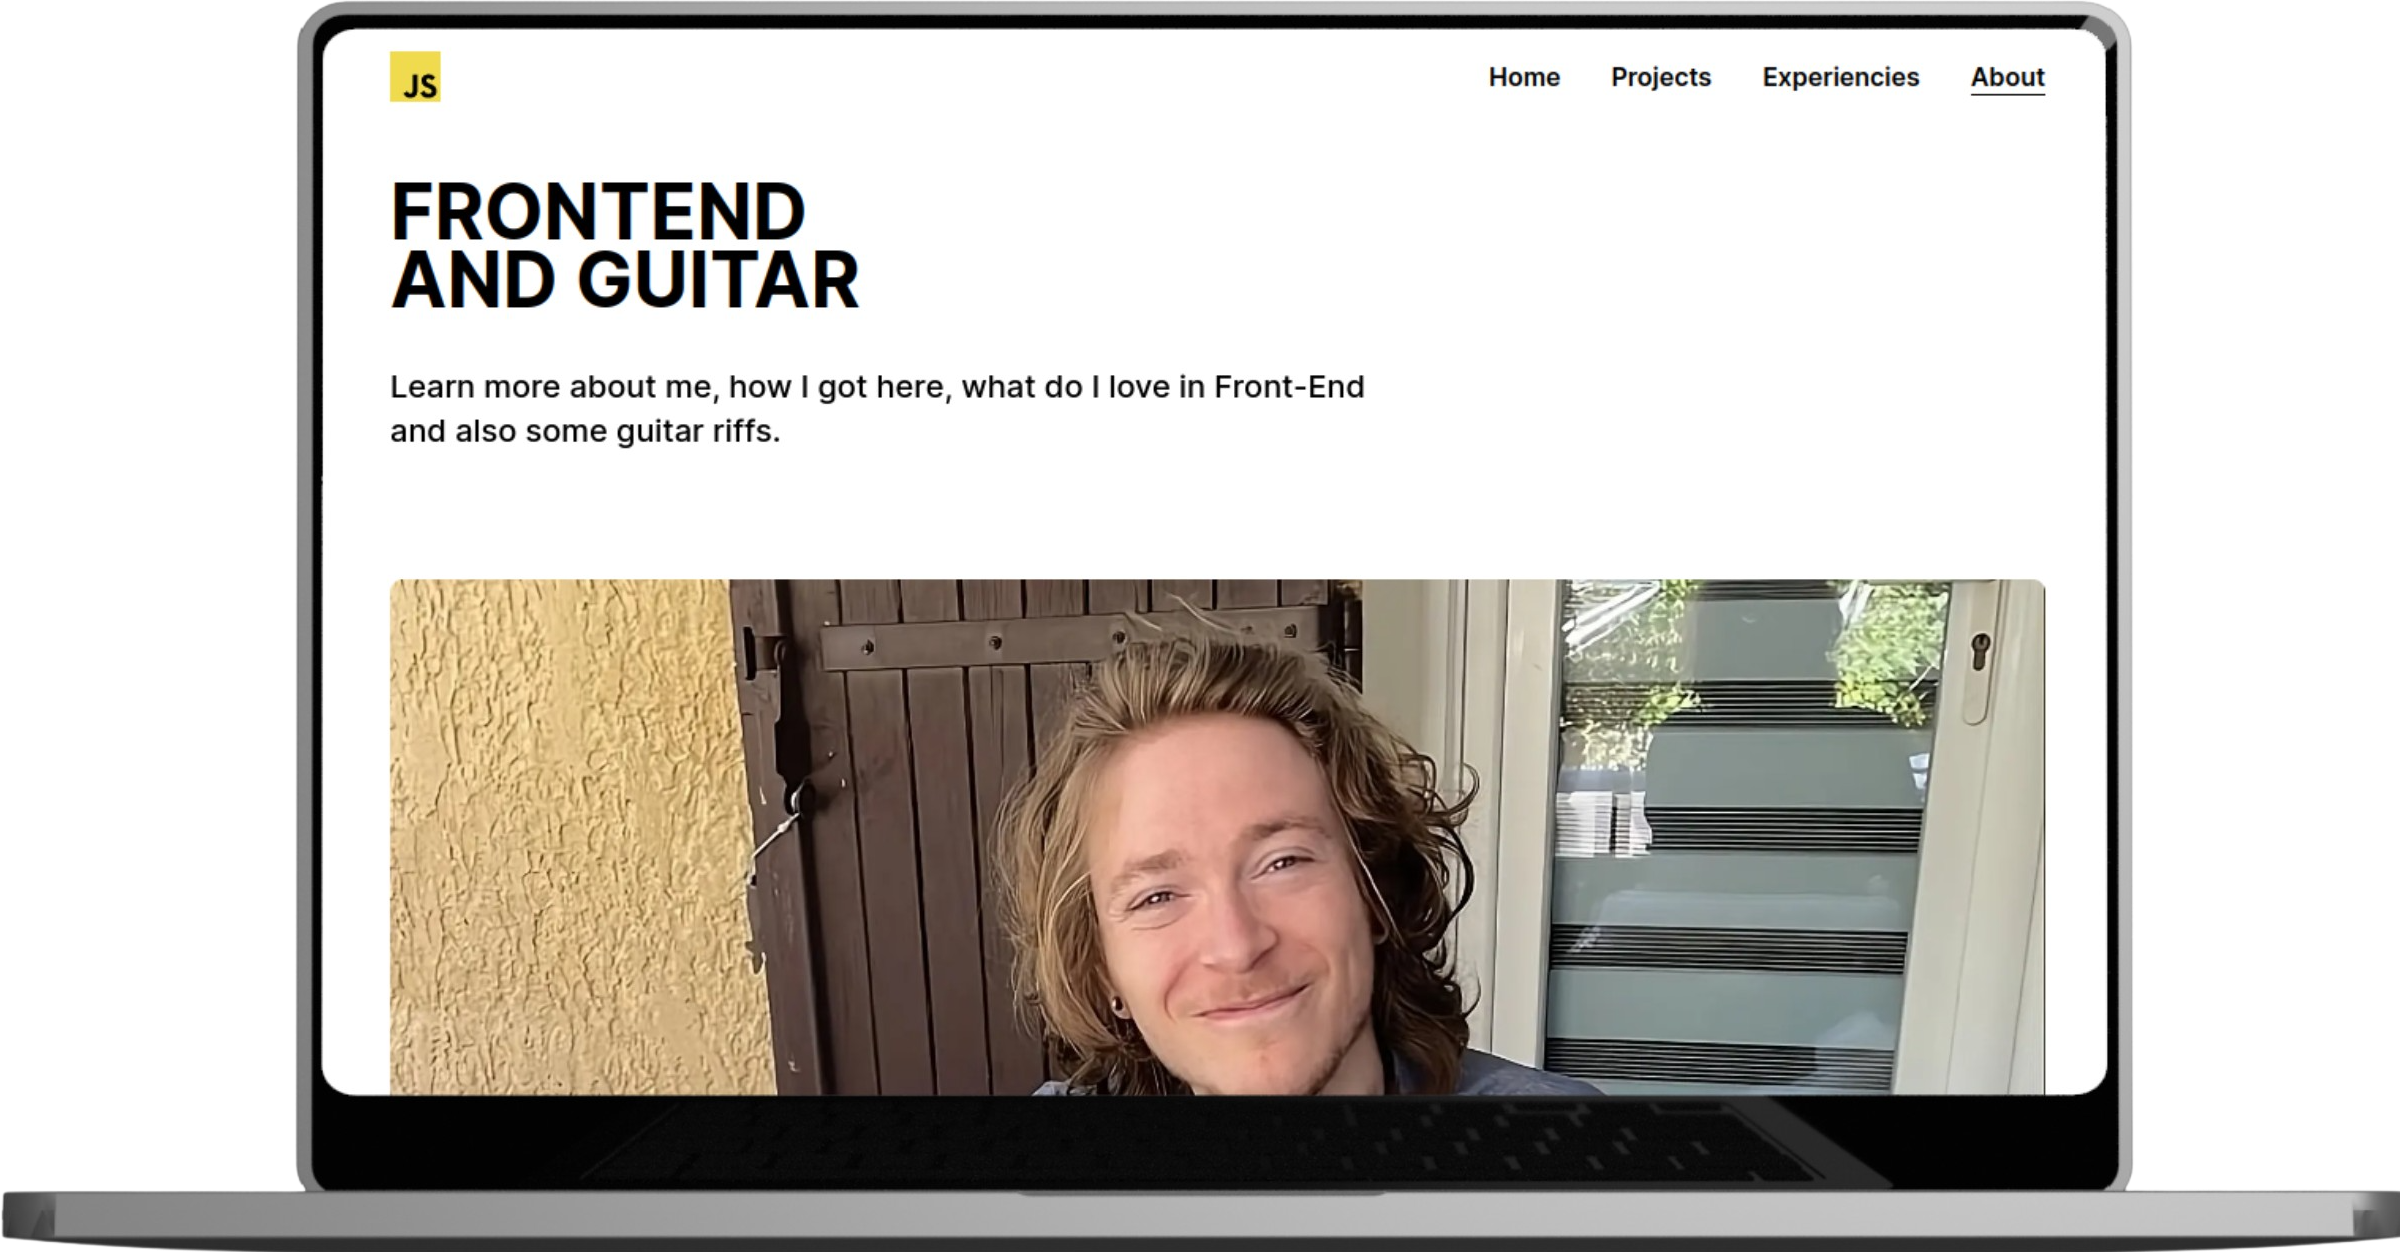 JS
Home Projects Experiencies About
FRONTEND
AND GUITAR
Learn more about me, how I got here, what do I love in Front-End
and also some guitar riffs.